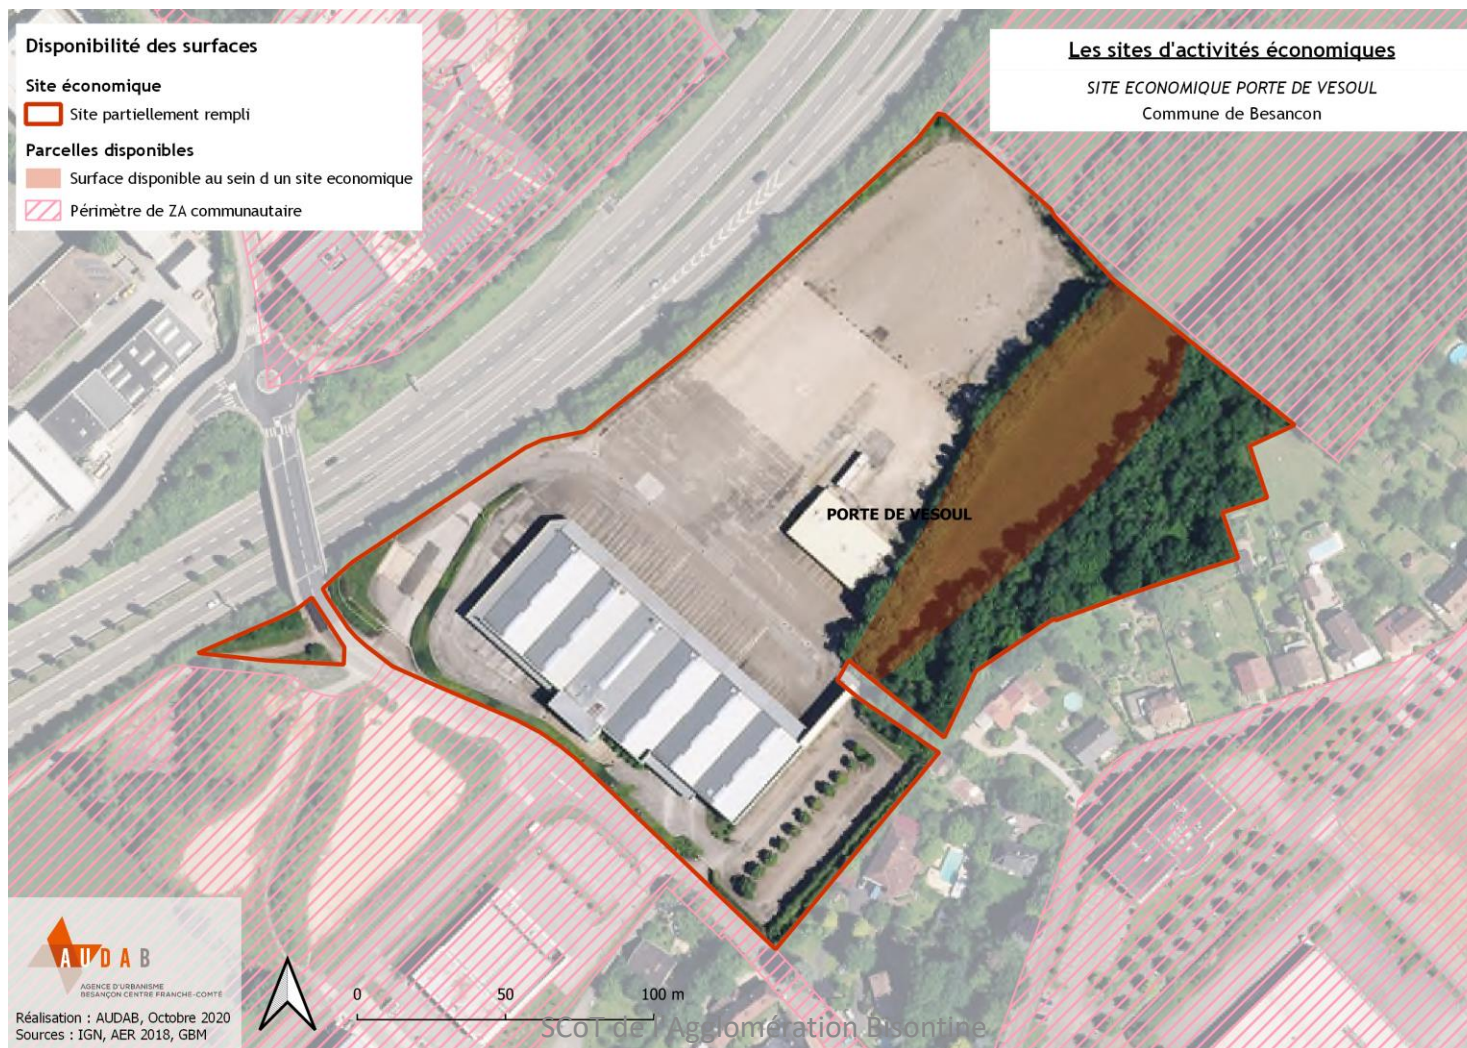 Disponibilité des surfaces
Site économique
Site partiellement rempli
Parcelles disponibles
Surface disponible au sein d un site economique
Périmètre de ZA communautaire
Les sites d'activités économiques
SITE ECONOMIQUE PORTE DE VESOUL
Commune de Besancon
PORTE DE VESOUL
AUDAB
AGENCE D'URBANISME
BESANÇON CENTRE FRANCHE-COMTÉ
Réalisation : AUDAB, Octobre 2020
Sources : IGN, AER 2018, GBM
0 50 100 m
SCoT de l'Agglomération Bisontine